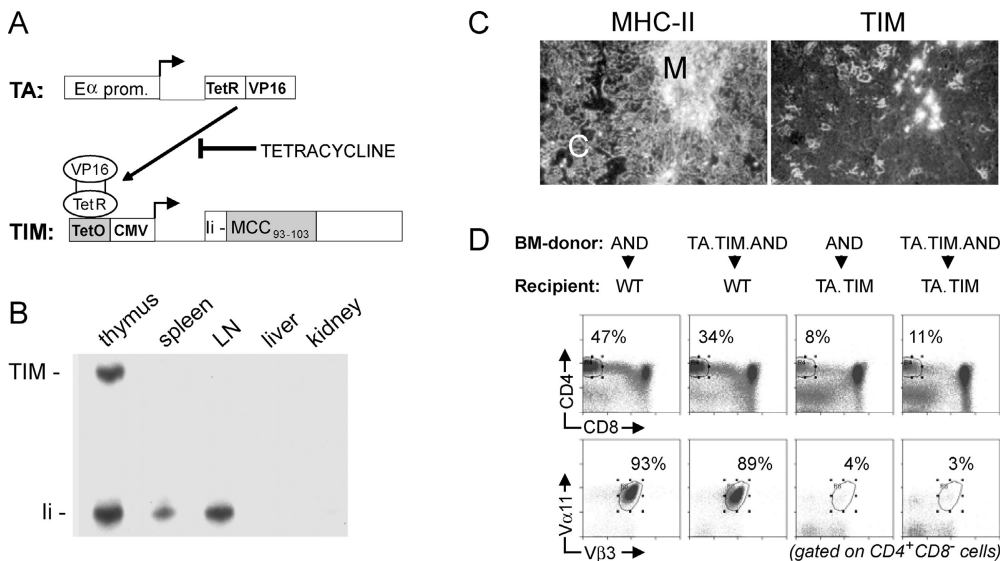 A
TA:
Eα prom.
TetR
VP16
TETRACYCLINE
VP16
TetR
TIM:
TetO
CMV
Ii -
MCC93-103
B
thymus
spleen
LN
liver
kidney
TIM -
Ii -
C
MHC-II
TIM
M
C
D
BM-donor:
AND
TA.TIM.AND
AND
TA.TIM.AND
Recipient:
WT
WT
TA.TIM
TA.TIM
47%
34%
8%
11%
CD4
CD8
93%
89%
4%
3%
Vα11
Vβ3
(gated on CD4+CD8- cells)